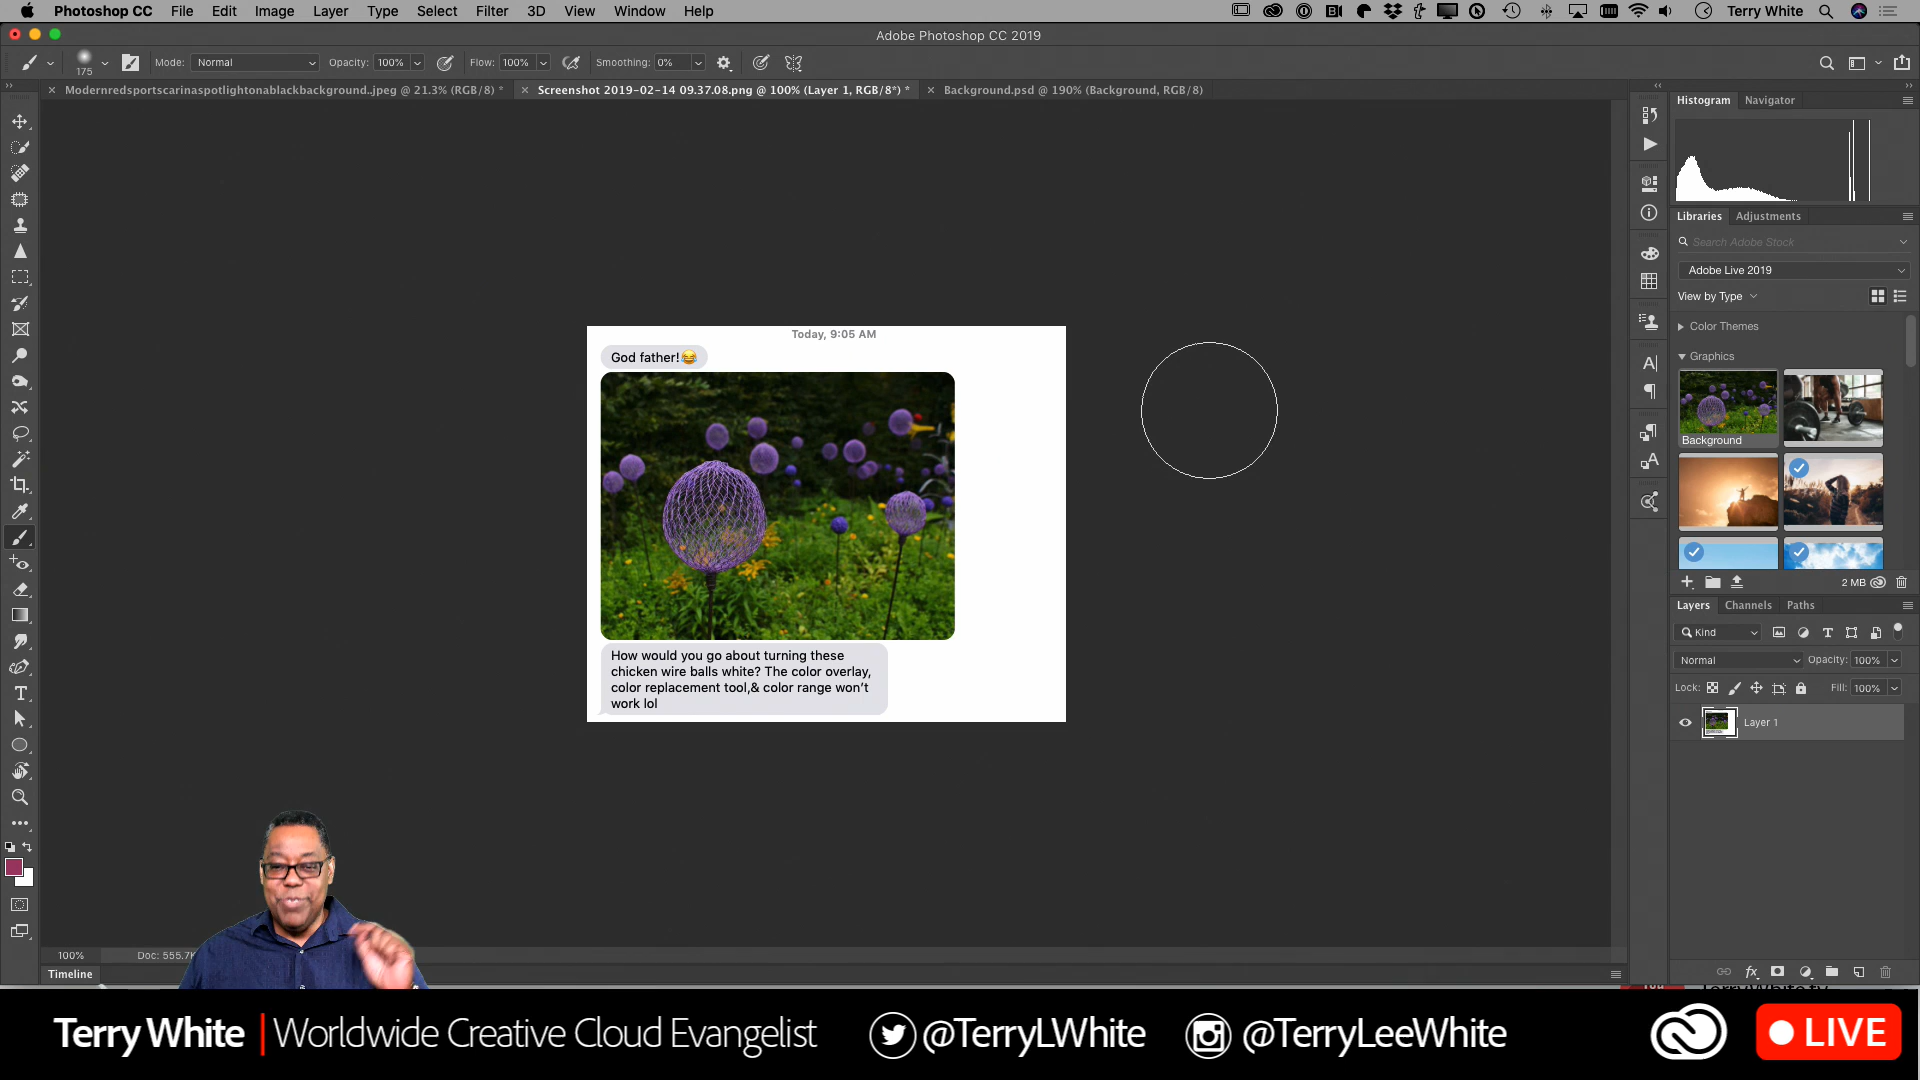 Photoshop CC File Edit Image Layer Type Select Filter 3D View Window Help Terry White
Adobe Photoshop CC 2019
175 Mode: Normal Opacity: 100% Flow: 100% Smoothing: 0%
Modernredsportscarinaspotlightonablackbackground..jpeg @ 21.3% (RGB/8) * Screenshot 2019-02-14 09.37.08.png @ 100% (Layer 1, RGB/8*) * Background.psd @ 190% (Background, RGB/8)
Histogram Navigator
Libraries Adjustments
Search Adobe Stock
Adobe Live 2019
View by Type
Color Themes
Graphics
Background
2 MB
Layers Channels Paths
Kind
Normal Opacity: 100%
Lock: Fill: 100%
Layer 1
Today, 9:05 AM
God father!😂
How would you go about turning these
chicken wire balls white? The color overlay,
color replacement tool,& color range won't
work lol
100% Doc: 555.7K
Timeline
Terry White | Worldwide Creative Cloud Evangelist @TerryLWhite @TerryLeeWhite LIVE